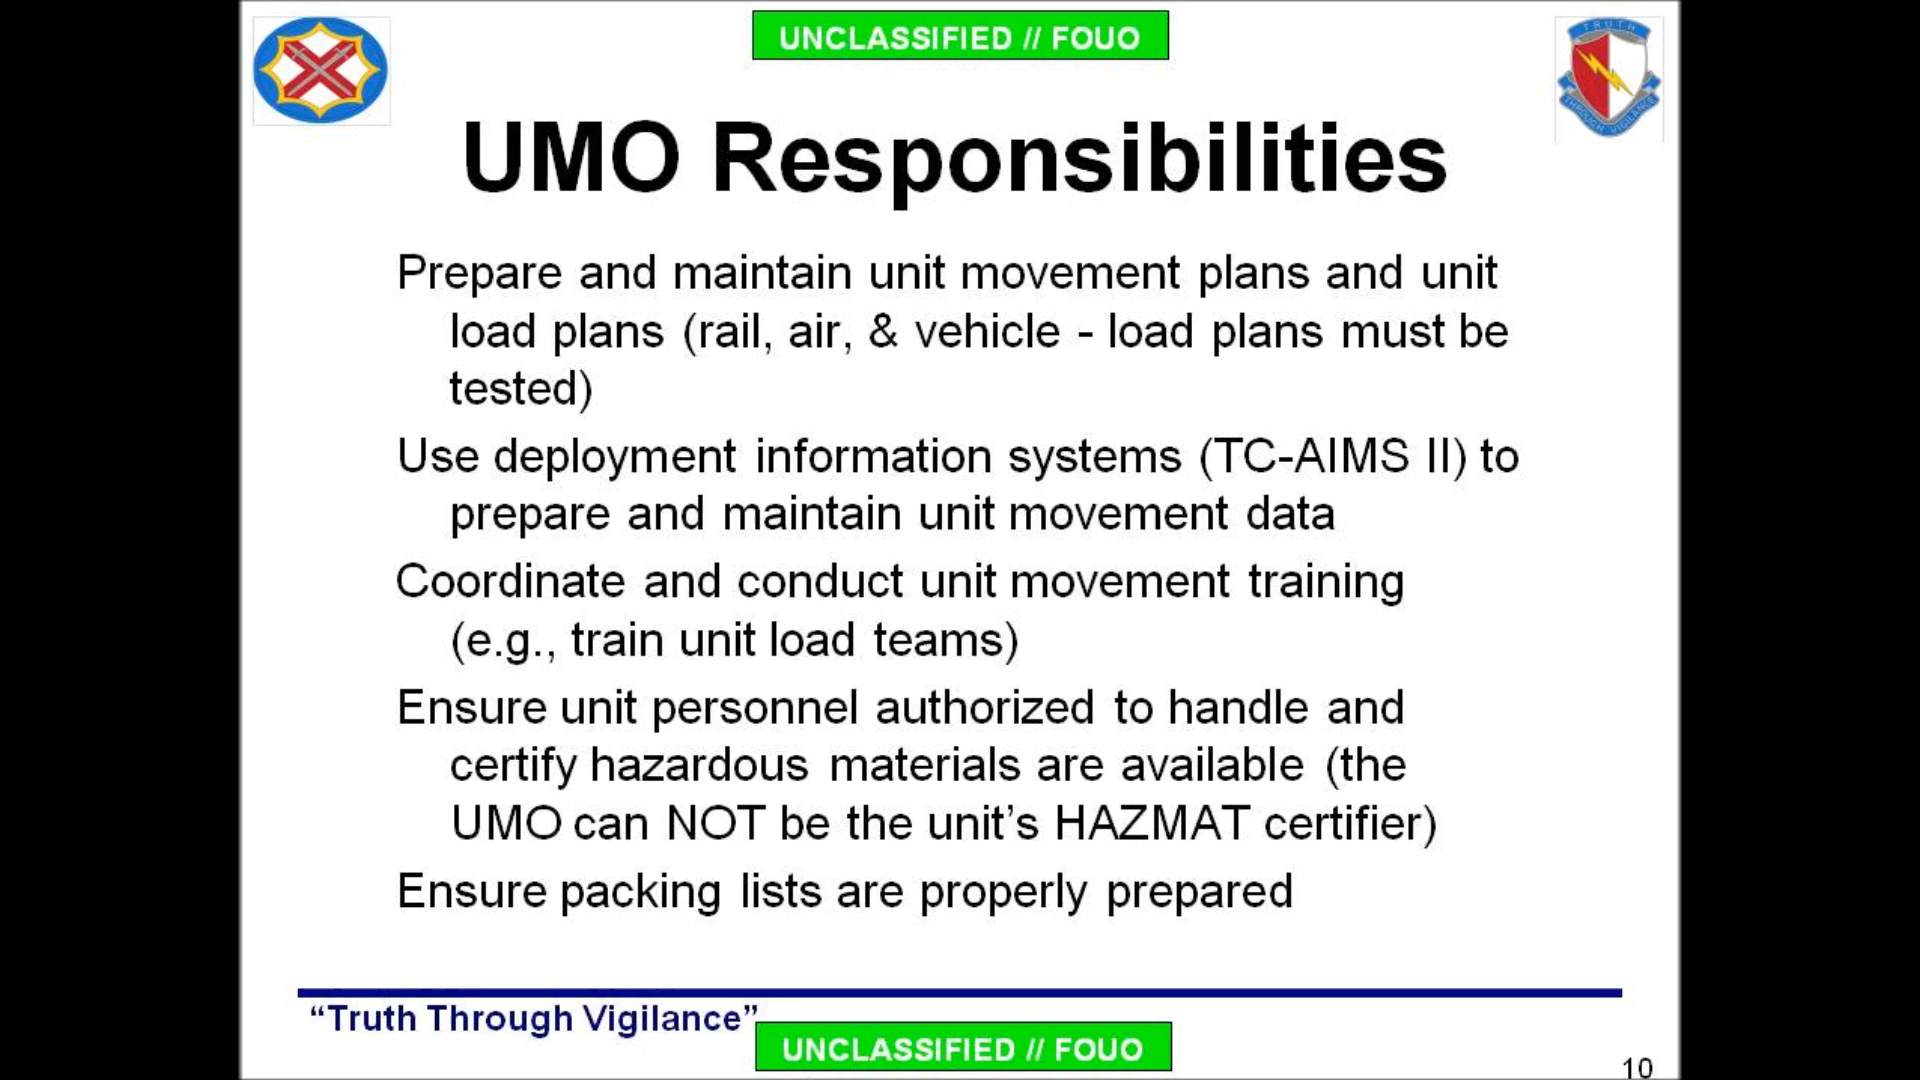 UNCLASSIFIED // FOUO
TRUTH
THROUGH VIGILANCE
UMO Responsibilities
Prepare and maintain unit movement plans and unit
load plans (rail, air, & vehicle - load plans must be
tested)
Use deployment information systems (TC-AIMS II) to
prepare and maintain unit movement data
Coordinate and conduct unit movement training
(e.g., train unit load teams)
Ensure unit personnel authorized to handle and
certify hazardous materials are available (the
UMO can NOT be the unit’s HAZMAT certifier)
Ensure packing lists are properly prepared
“Truth Through Vigilance”
UNCLASSIFIED // FOUO
10